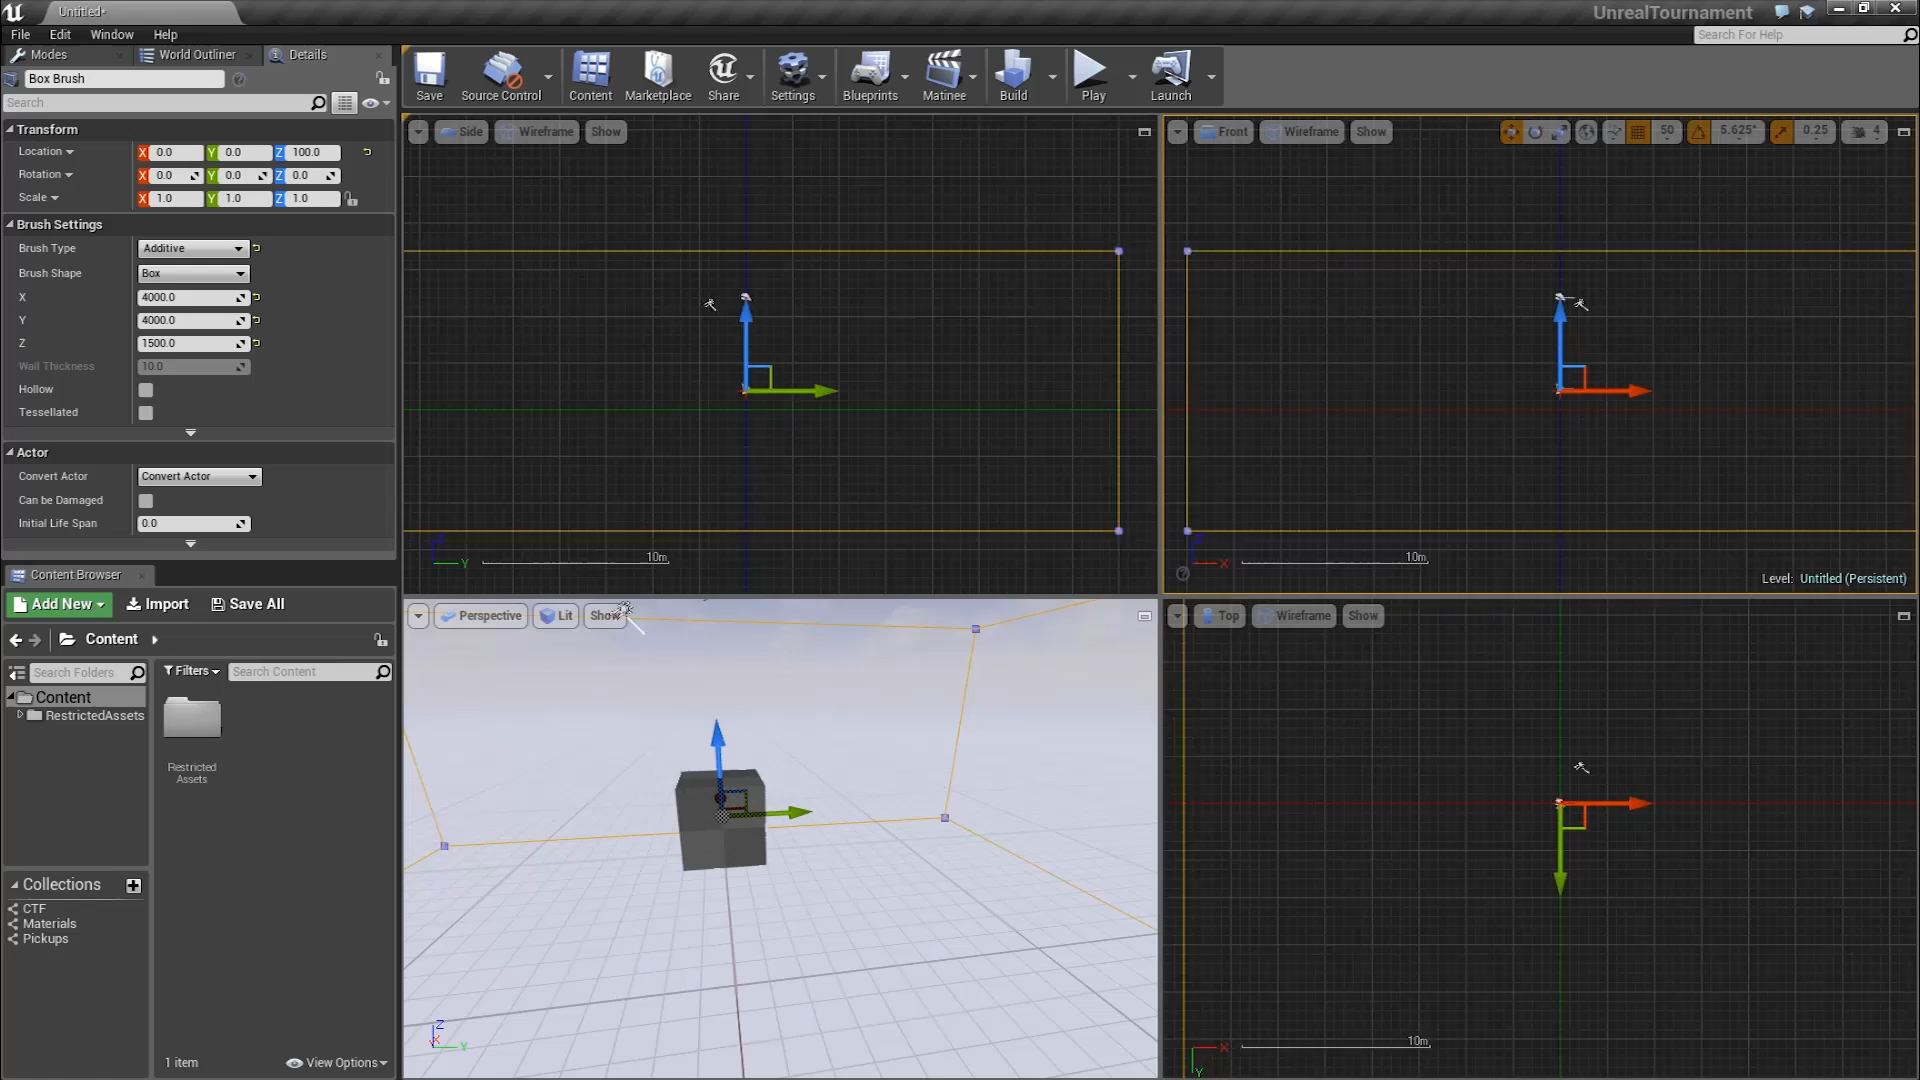 Untitled*
UnrealTournament
File Edit Window Help
Search For Help
Modes World Outliner Details
Box Brush
Search
Transform
Location X 0.0 Y 0.0 Z 100.0
Rotation X 0.0 Y 0.0 Z 0.0
Scale X 1.0 Y 1.0 Z 1.0
Brush Settings
Brush Type Additive
Brush Shape Box
X 4000.0
Y 4000.0
Z 1500.0
Wall Thickness 10.0
Hollow
Tessellated
Actor
Convert Actor Convert Actor
Can be Damaged
Initial Life Span 0.0
Content Browser
Add New Import Save All
Content
Search Folders
Content
RestrictedAssets
Filters Search Content
Restricted
Assets
Collections
CTF
Materials
Pickups
1 item View Options
Save Source Control Content Marketplace Share Settings Blueprints Matinee Build Play Launch
Side Wireframe Show
Z
Y
10m
Front Wireframe Show 50 5.625° 0.25 4
Z
X
10m
Level: Untitled (Persistent)
Perspective Lit Show
Z
X
Y
Top Wireframe Show
X
Y
10m